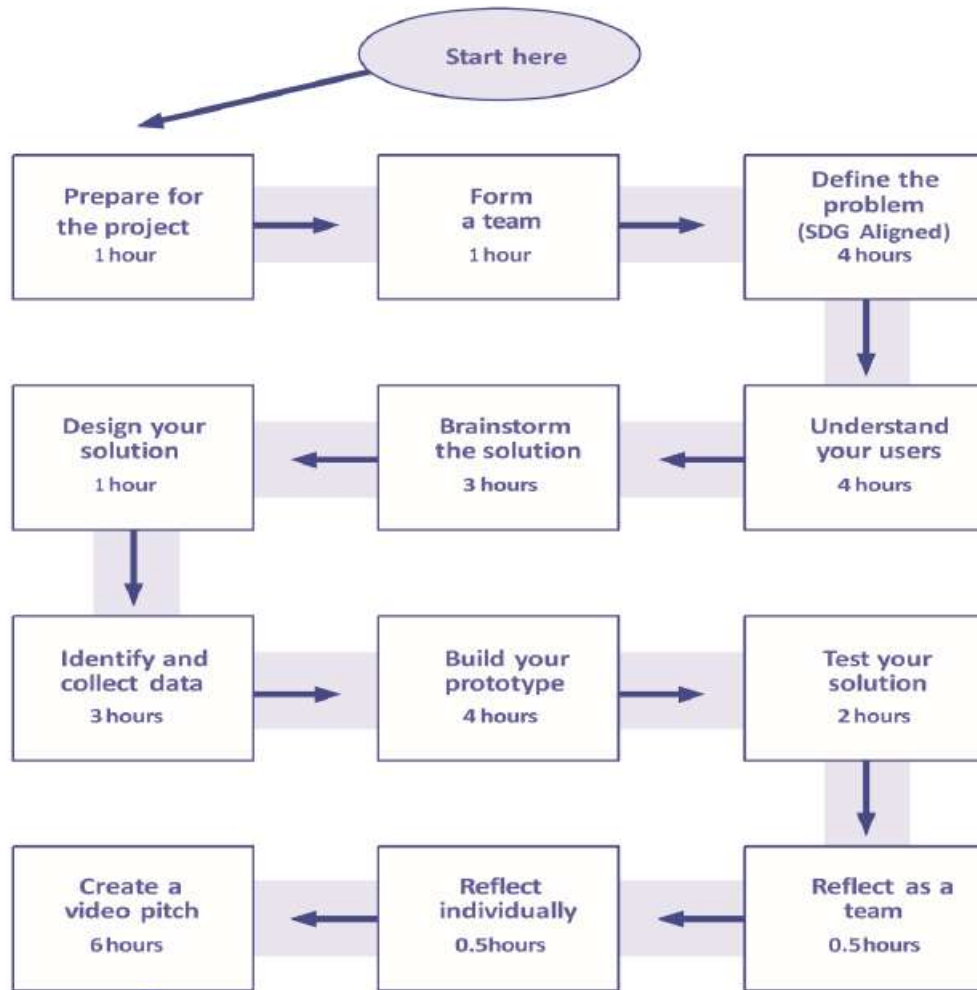 Start here
Prepare for
the project
1 hour
Form
a team
1 hour
Define the
problem
(SDG Aligned)
4 hours
Understand
your users
4 hours
Brainstorm
the solution
3 hours
Design your
solution
1 hour
Identify and
collect data
3 hours
Build your
prototype
4 hours
Test your
solution
2 hours
Reflect as a
team
0.5 hours
Reflect
individually
0.5hours
Create a
video pitch
6 hours